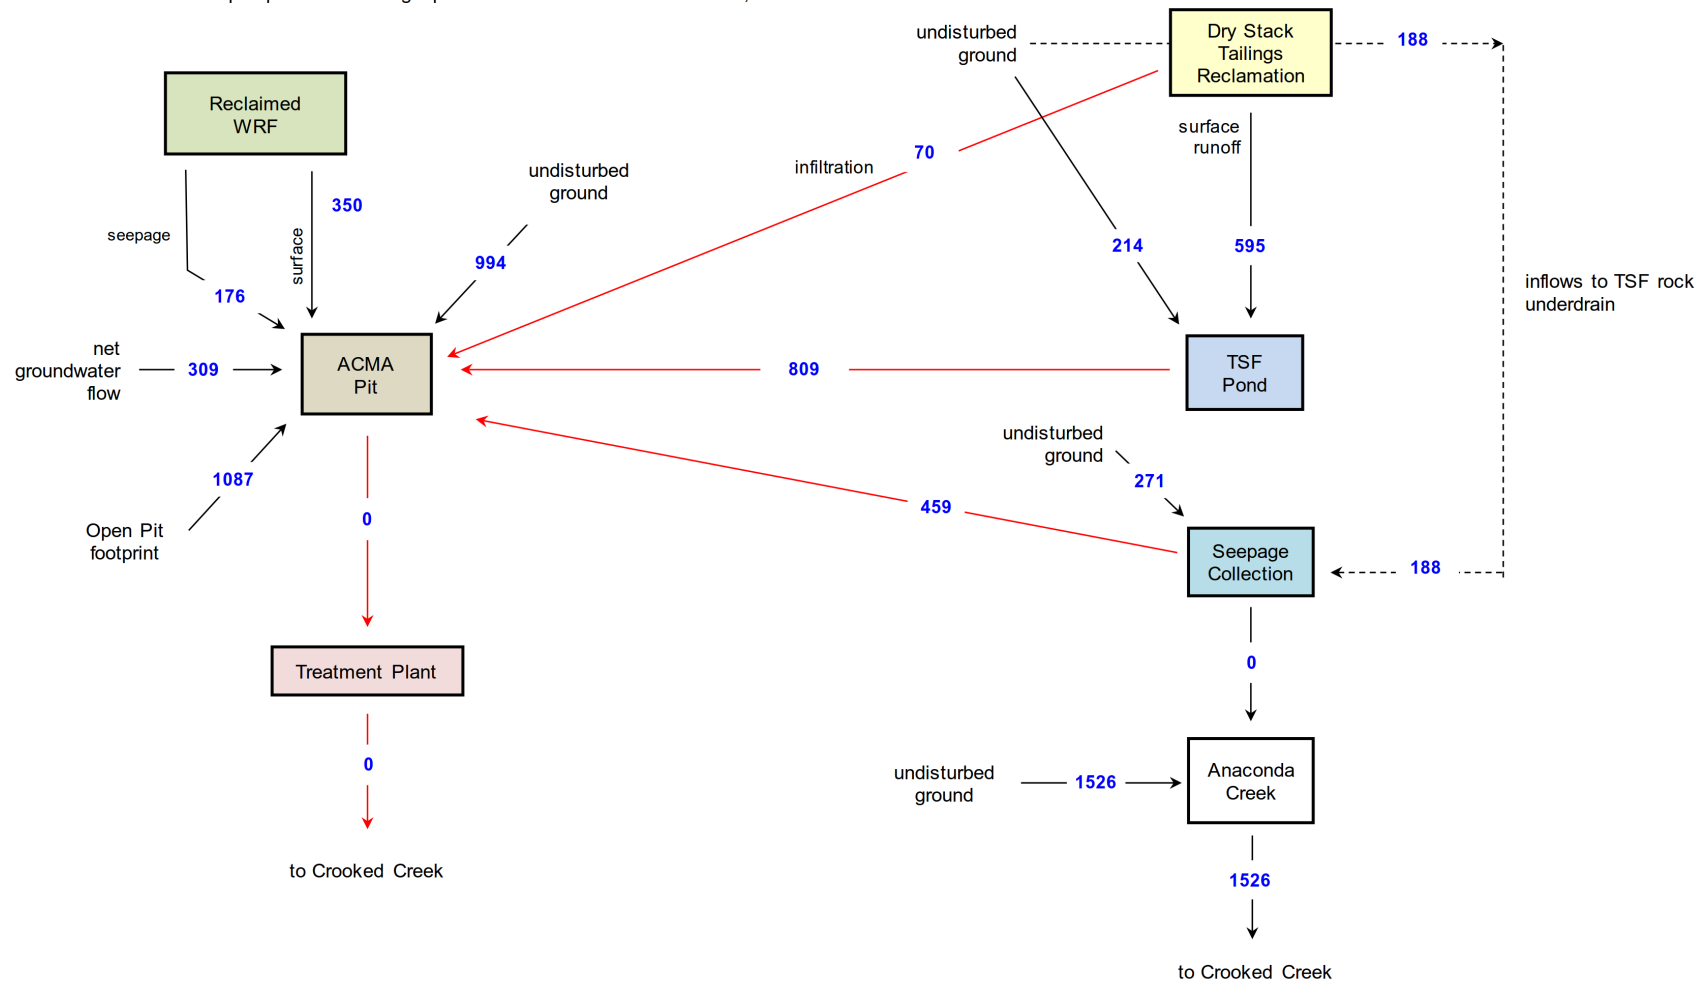 undisturbed
ground
Dry Stack
Tailings
Reclamation
188
Reclaimed
WRF
surface
runoff
70
infiltration
undisturbed
ground
350
seepage
surface
994
214
595
176
inflows to TSF rock
underdrain
net
groundwater
flow
309
ACMA
Pit
809
TSF
Pond
undisturbed
ground
271
1087
459
0
Open Pit
footprint
Seepage
Collection
188
Treatment Plant
0
0
undisturbed
ground
1526
Anaconda
Creek
to Crooked Creek
1526
to Crooked Creek